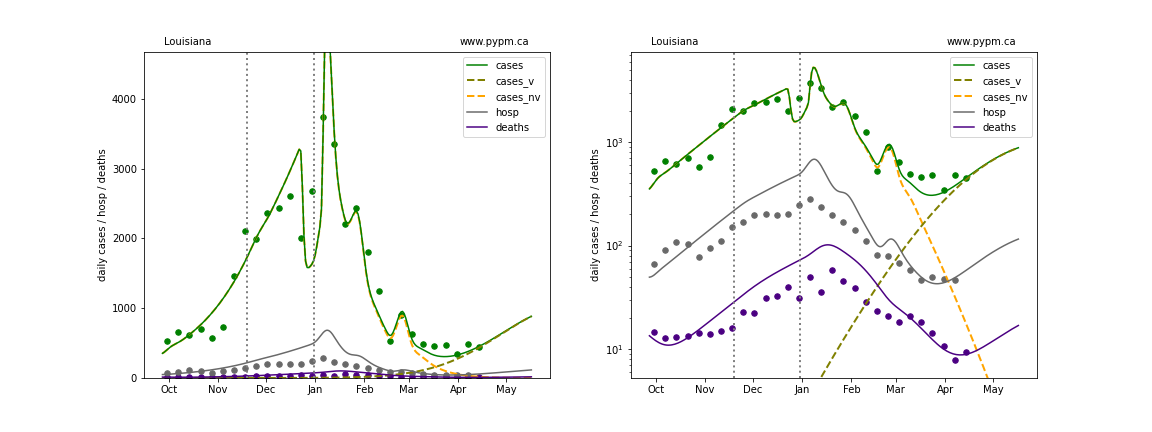 Louisiana www.pypm.ca
daily cases / hosp / deaths
4000
3000
2000
1000
0
Oct Nov Dec Jan Feb Mar Apr May
cases
cases_v
cases_nv
hosp
deaths
Louisiana www.pypm.ca
daily cases / hosp / deaths
10³
10²
10¹
Oct Nov Dec Jan Feb Mar Apr May
cases
cases_v
cases_nv
hosp
deaths